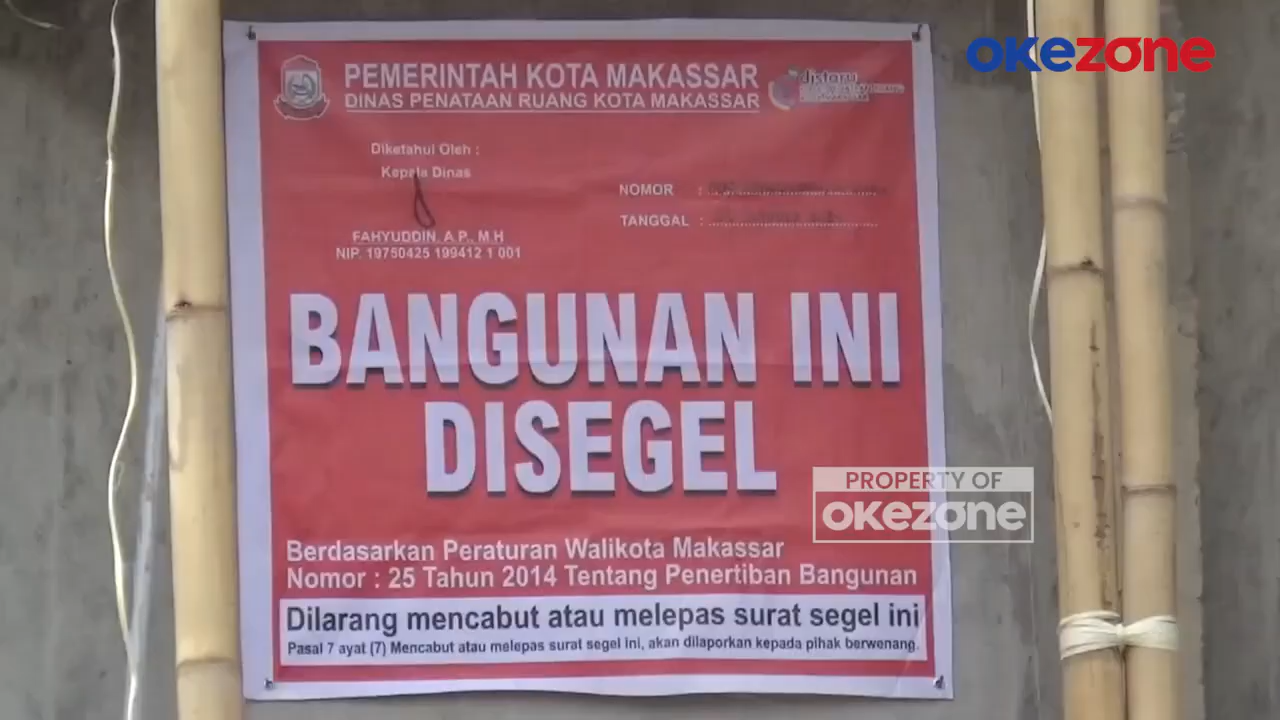 okezone
PEMERINTAH KOTA MAKASSAR
DINAS PENATAAN RUANG KOTA MAKASSAR
distaru
Diketahui Oleh :
Kepala Dinas
NOMOR :
TANGGAL :
FAHYUDDIN, A.P., M.H
NIP. 19750425 199412 1 001
BANGUNAN INI
DISEGEL
PROPERTY OF
okezone
Berdasarkan Peraturan Walikota Makassar
Nomor : 25 Tahun 2014 Tentang Penertiban Bangunan
Dilarang mencabut atau melepas surat segel ini
Pasal 7 ayat (7) Mencabut atau melepas surat segel ini, akan dilaporkan kepada pihak berwenang.